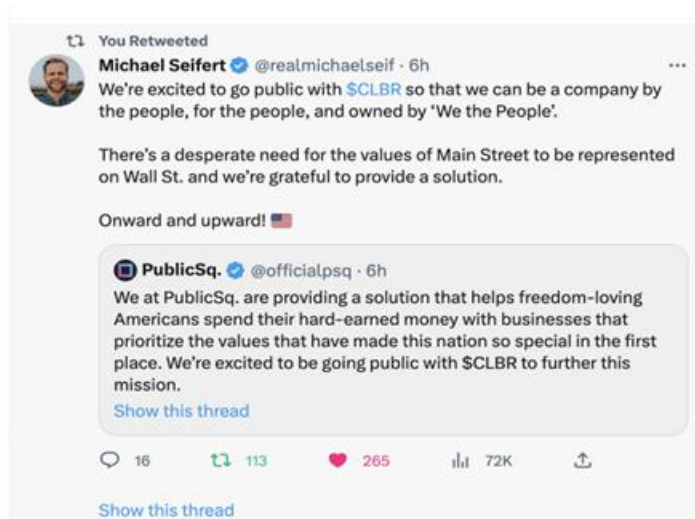 You Retweeted
Michael Seifert @realmichaelseif · 6h
We're excited to go public with $CLBR so that we can be a company by
the people, for the people, and owned by ‘We the People’.
There's a desperate need for the values of Main Street to be represented
on Wall St. and we're grateful to provide a solution.
Onward and upward! 🇺🇸
PublicSq. @officialpsq · 6h
We at PublicSq. are providing a solution that helps freedom-loving
Americans spend their hard-earned money with businesses that
prioritize the values that have made this nation so special in the first
place. We're excited to be going public with $CLBR to further this
mission.
Show this thread
16 113 265 72K
Show this thread